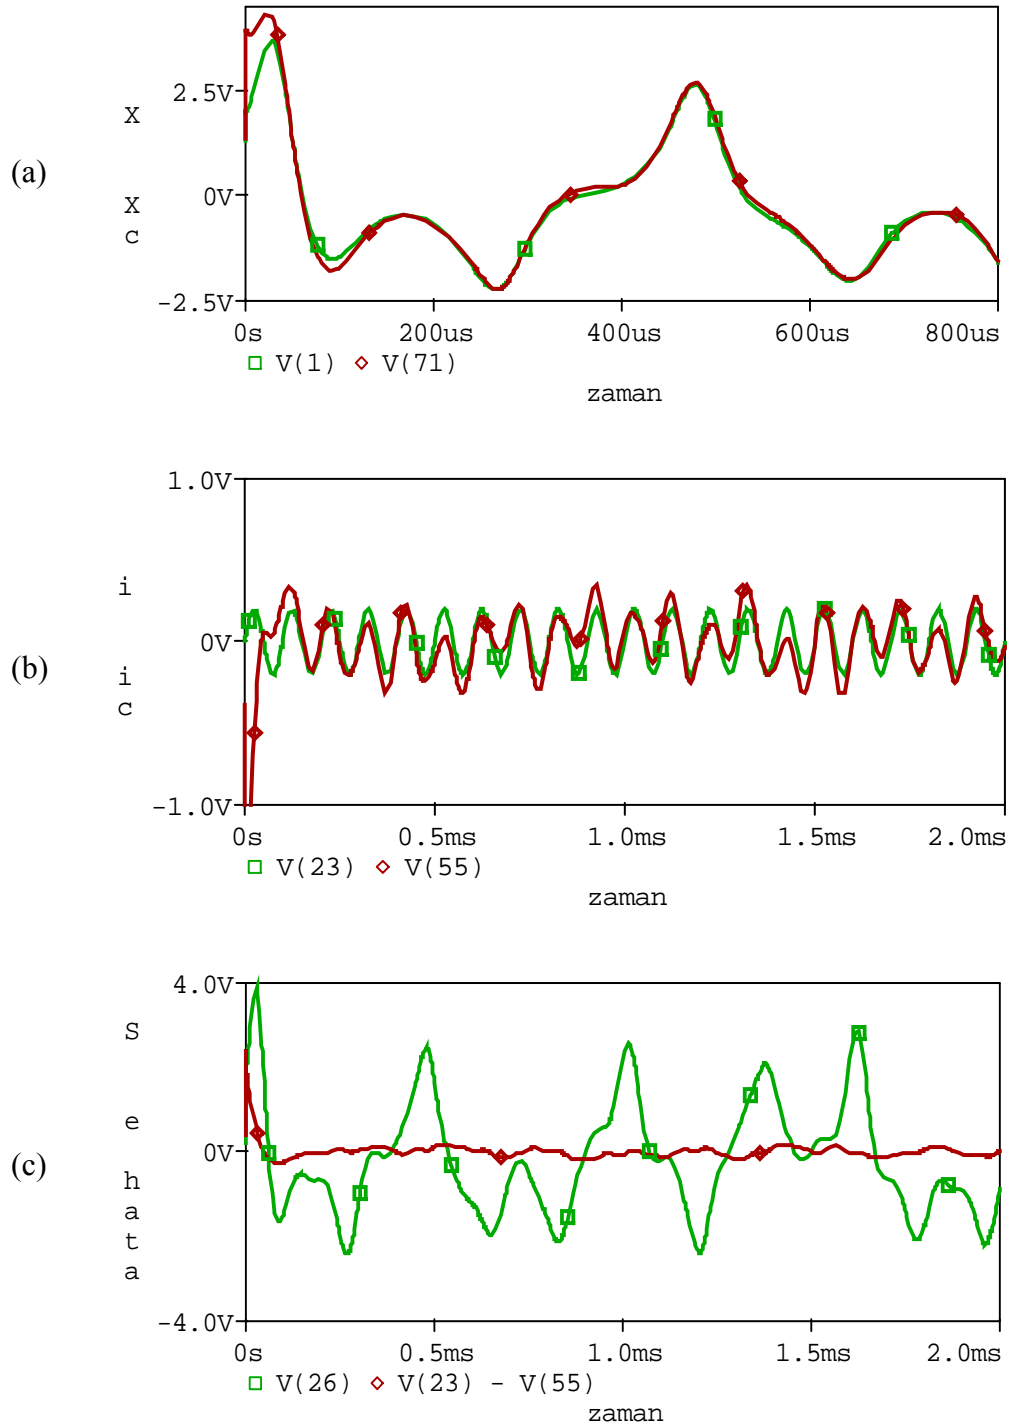 2.5V
X
(a)
0V
X
c
-2.5V
0s 200us 400us 600us 800us
V(1) V(71)
zaman
1.0V
i
0V
(b)
i
c
-1.0V
0s 0.5ms 1.0ms 1.5ms 2.0ms
V(23) V(55)
zaman
4.0V
S
e
0V
(c)
h
a
t
a
-4.0V
0s 0.5ms 1.0ms 1.5ms 2.0ms
V(26) V(23) - V(55)
zaman